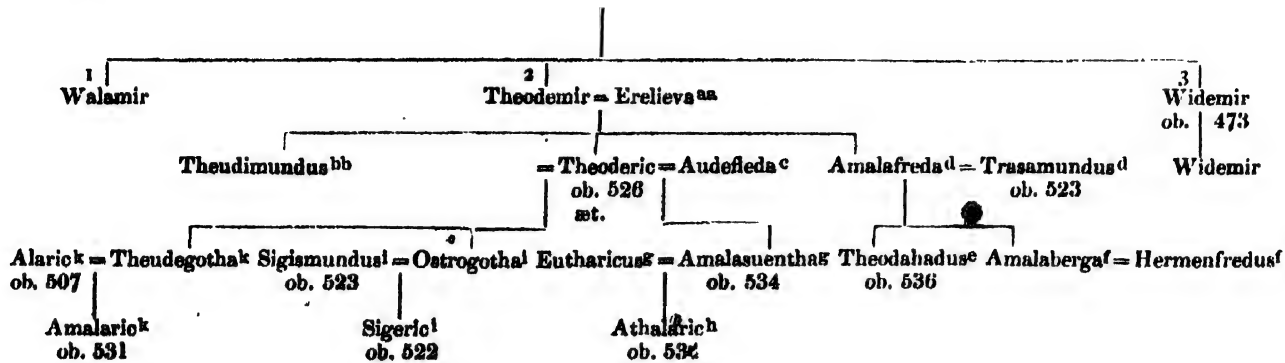 1 2 3
Walamir Theodemir = Erelieva aa Widemir
ob. 473
Theudimundus bb = Theoderic = Audefleda c Amalafreda d = Trasamundus d Widemir
ob. 526 ob. 523
æt.
Alaric k = Theudegotha k Sigismundus l = Ostrogotha l Eutharicus g = Amalasuentha g Theodahadus e Amalaberga f = Hermenfredus f
ob. 507 ob. 523 ob. 534 ob. 536
Amalaric k Sigeric l Athalaric h
ob. 531 ob. 522 ob. 534